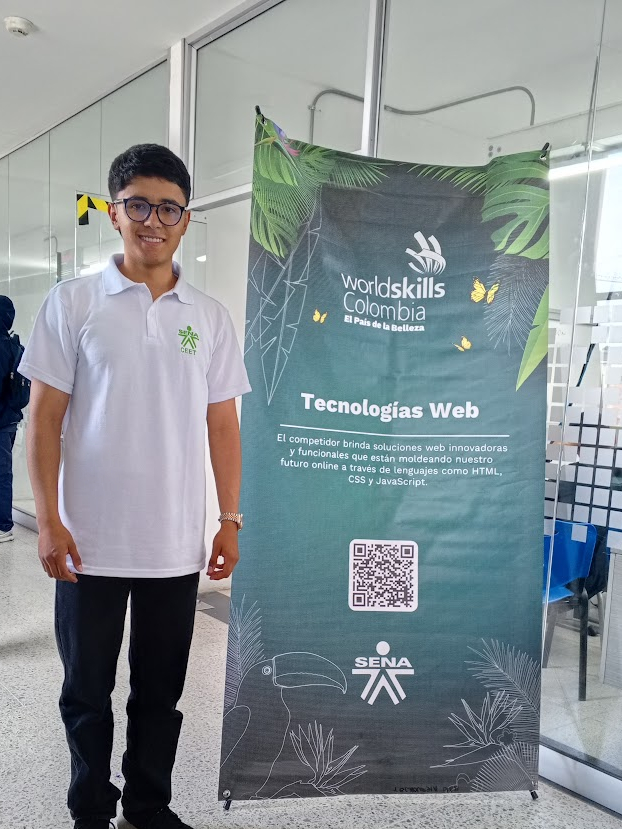 SENA
CEET
worldskills
Colombia
El País de la Belleza
Tecnologías Web
El competidor brinda soluciones web innovadoras
y funcionales que están moldeando nuestro
futuro online a través de lenguajes como HTML,
CSS y JavaScript.
SENA